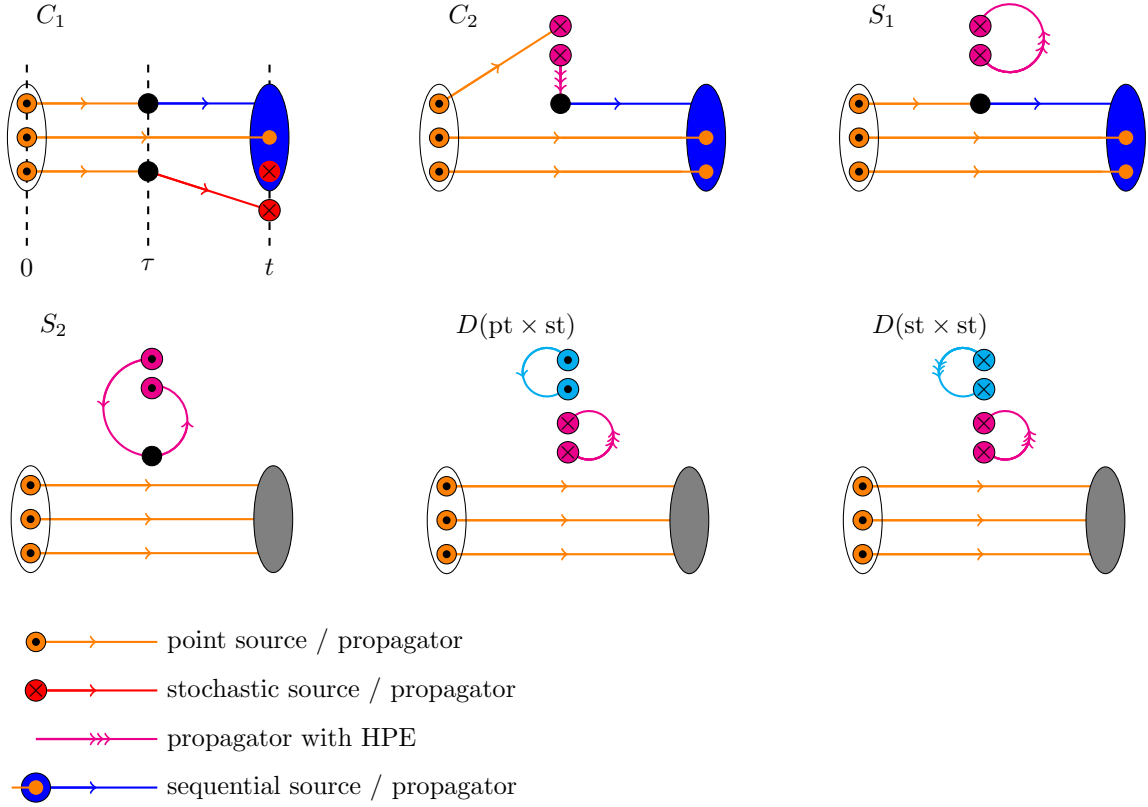 C₁
C₂
S₁
0
τ
t
S₂
D(pt × st)
D(st × st)
point source / propagator
stochastic source / propagator
propagator with HPE
sequential source / propagator